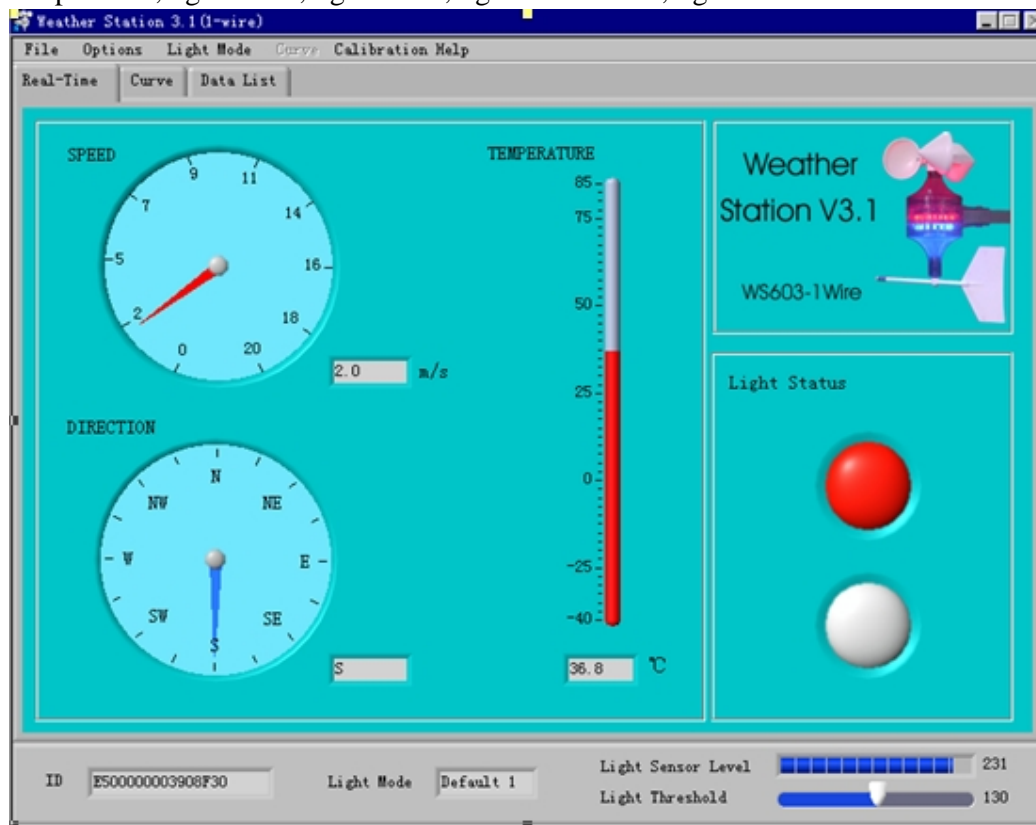 Weather Station 3.1(1-wire)
File Options Light Mode Curve Calibration Help
Real-Time Curve Data List
SPEED
0
2
5
7
9
11
14
16
18
20
2.0 m/s
DIRECTION
N
NE
E
SE
S
SW
W
NW
S
TEMPERATURE
85
75
50
25
0
-25
-40
36.8 ℃
Weather
Station V3.1
WS603-1Wire
Light Status
ID E500000003908F30
Light Mode Default 1
Light Sensor Level 231
Light Threshold 130